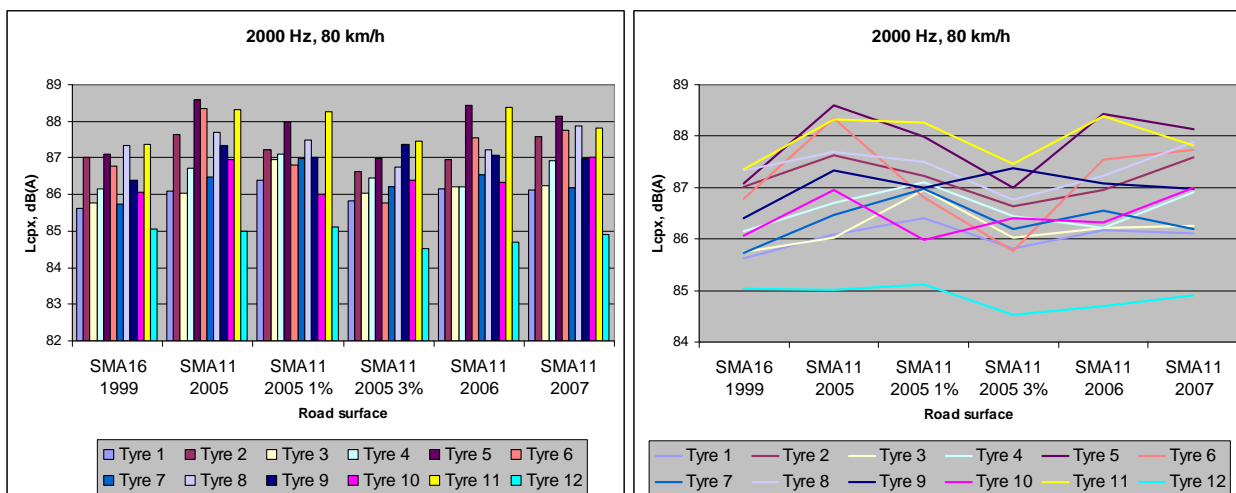 2000 Hz, 80 km/h
89
88
87
86
85
84
83
82
Lcpx, dB(A)
SMA16 SMA11 SMA11 SMA11 SMA11 SMA11
1999 2005 2005 1% 2005 3% 2006 2007
Road surface
Tyre 1 Tyre 2 Tyre 3 Tyre 4 Tyre 5 Tyre 6
Tyre 7 Tyre 8 Tyre 9 Tyre 10 Tyre 11 Tyre 12
2000 Hz, 80 km/h
89
88
87
86
85
84
Lcpx, dB(A)
SMA16 SMA11 SMA11 SMA11 SMA11 SMA11
1999 2005 2005 1% 2005 3% 2006 2007
Road surface
Tyre 1 Tyre 2 Tyre 3 Tyre 4 Tyre 5 Tyre 6
Tyre 7 Tyre 8 Tyre 9 Tyre 10 Tyre 11 Tyre 12